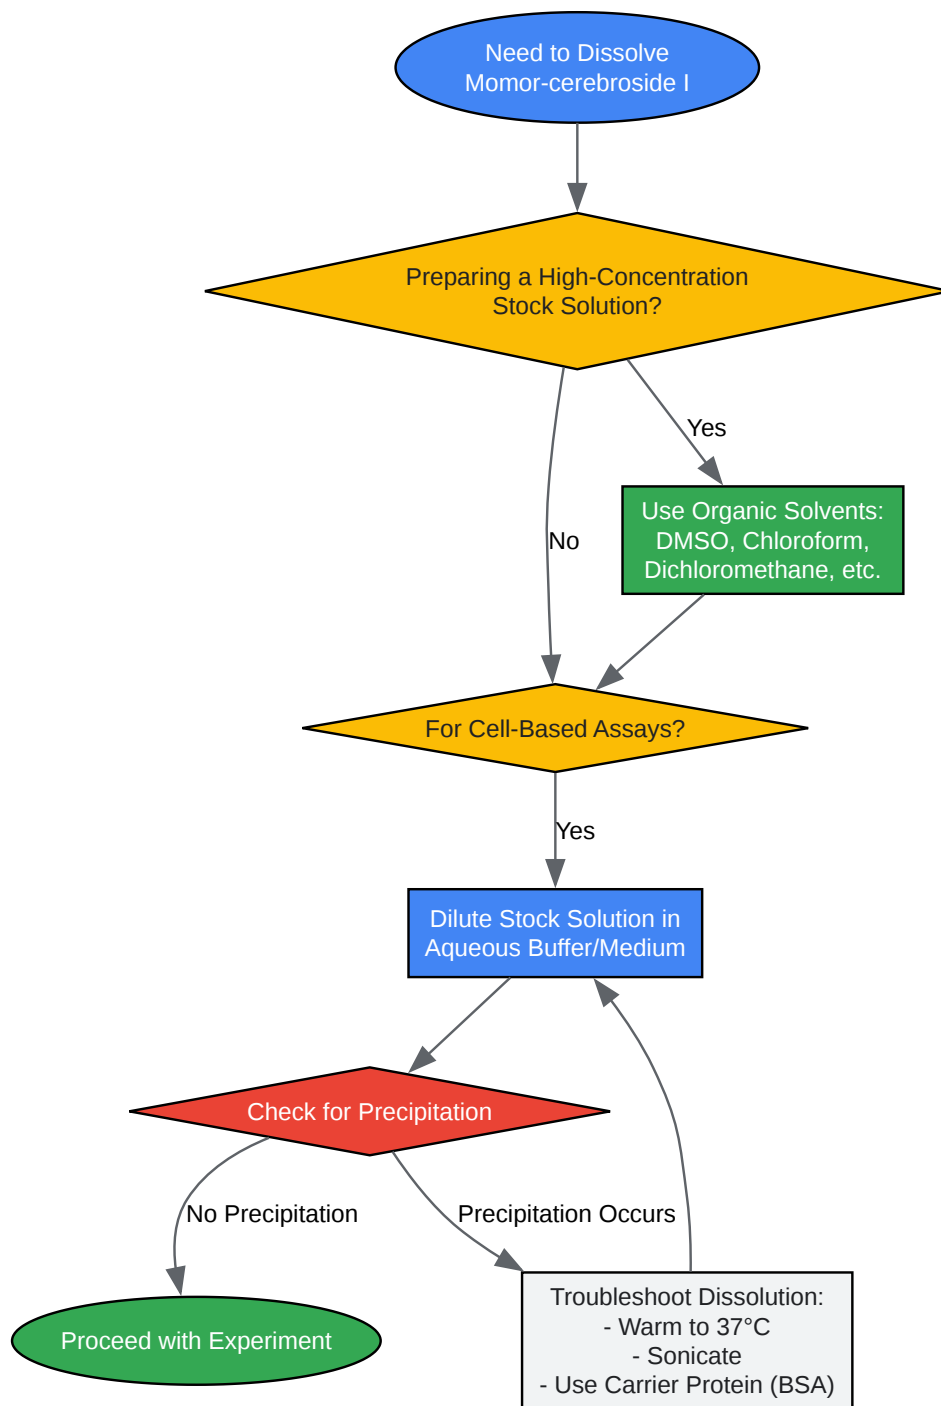 Need to Dissolve
Momor-cerebroside I
Preparing a High-Concentration
Stock Solution?
Yes
Use Organic Solvents:
DMSO, Chloroform,
Dichloromethane, etc.
No
For Cell-Based Assays?
Yes
Dilute Stock Solution in
Aqueous Buffer/Medium
Check for Precipitation
No Precipitation
Precipitation Occurs
Proceed with Experiment
Troubleshoot Dissolution:
- Warm to 37°C
- Sonicate
- Use Carrier Protein (BSA)